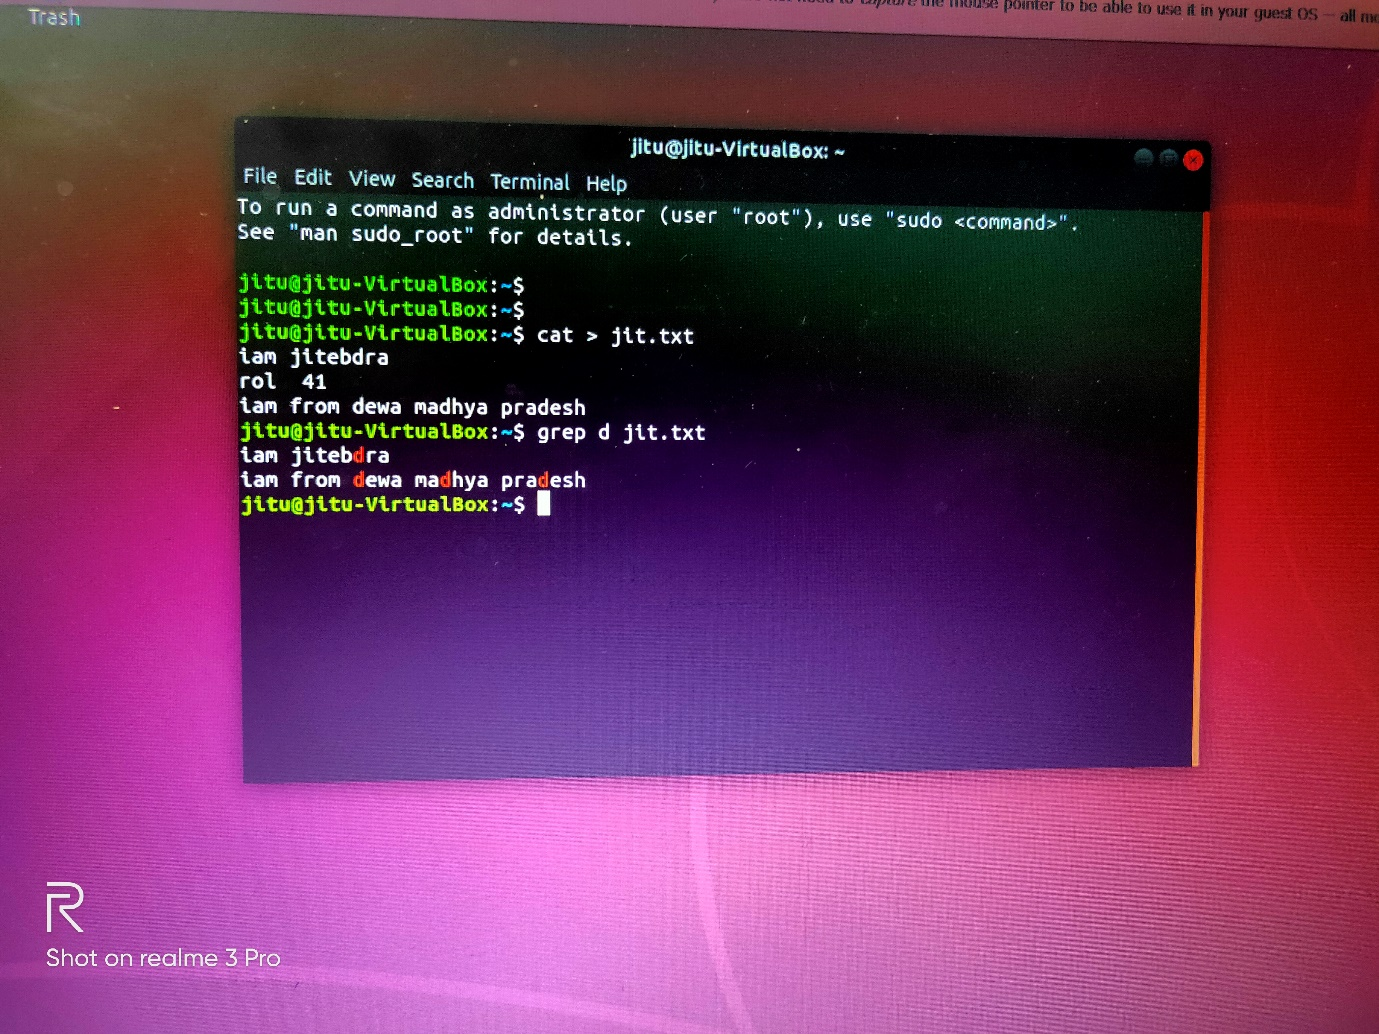 Trash
capture the mouse pointer to be able to use it in your guest OS — all
jitu@jitu-VirtualBox: ~
File Edit View Search Terminal Help
To run a command as administrator (user "root"), use "sudo <command>".
See "man sudo_root" for details.
jitu@jitu-VirtualBox:~$
jitu@jitu-VirtualBox:~$
jitu@jitu-VirtualBox:~$ cat > jit.txt
iam jitebdra
rol  41
iam from dewa madhya pradesh
jitu@jitu-VirtualBox:~$ grep d jit.txt
iam jitebdra
iam from dewa madhya pradesh
jitu@jitu-VirtualBox:~$
R
Shot on realme 3 Pro